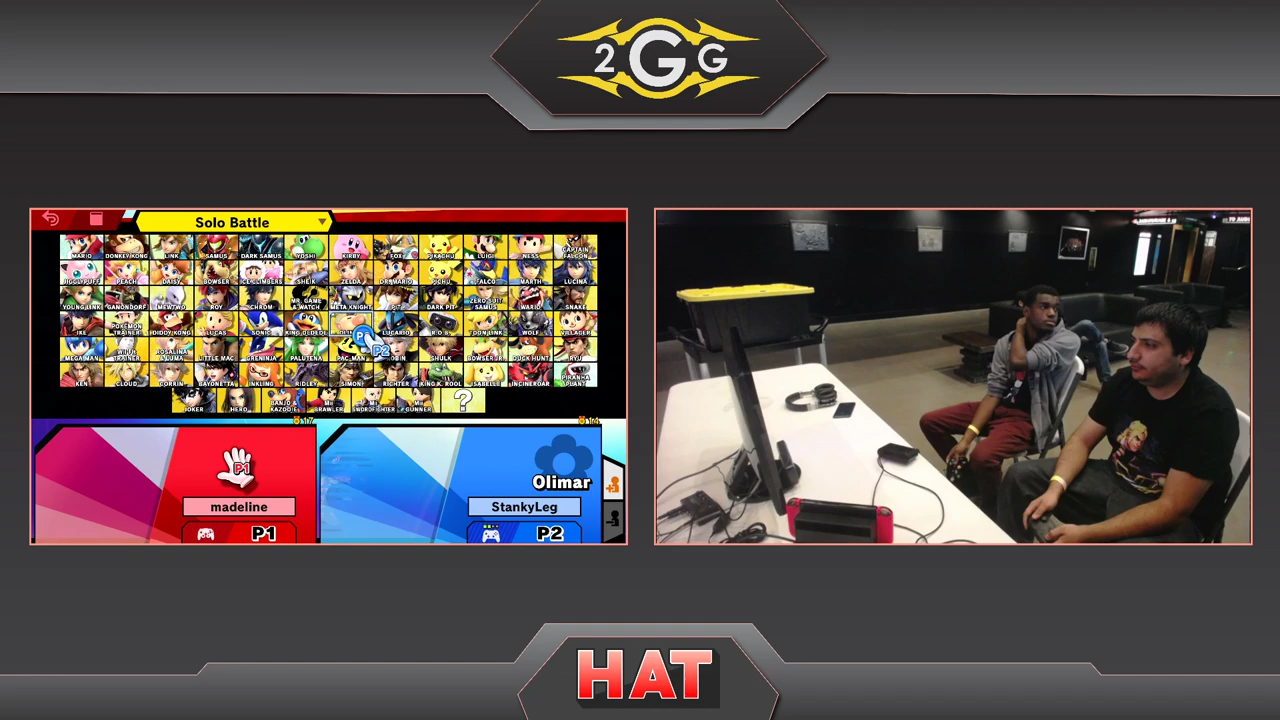 2GG
Solo Battle
MARIO DONKEY KONG LINK SAMUS DARK SAMUS YOSHI KIRBY FOX PIKACHU LUIGI NESS CAPTAIN FALCON
JIGGLYPUFF PEACH DAISY BOWSER ICE CLIMBERS SHEIK ZELDA DR. MARIO PICHU FALCO MARTH LUCINA
YOUNG LINK GANONDORF MEWTWO ROY CHROM MR. GAME & WATCH META KNIGHT PIT DARK PIT ZERO SUIT SAMUS WARIO SNAKE
IKE POKÉMON TRAINER DIDDY KONG LUCAS SONIC KING DEDEDE LUCARIO R.O.B. TOON LINK WOLF VILLAGER
MEGA MAN WII FIT TRAINER ROSALINA & LUMA LITTLE MAC GRENINJA PALUTENA PAC-MAN SHULK BOWSER JR. DUCK HUNT RYU
KEN CLOUD CORRIN BAYONETTA INKLING RIDLEY SIMON RICHTER KING K. ROOL ISABELLE INCINEROAR PIRANHA PLANT
JOKER HERO BANJO & KAZOOIE MII BRAWLER MII SWORDFIGHTER MII GUNNER ?
P2
P1
Olimar
madeline
StankyLeg
P1
P2
HAT